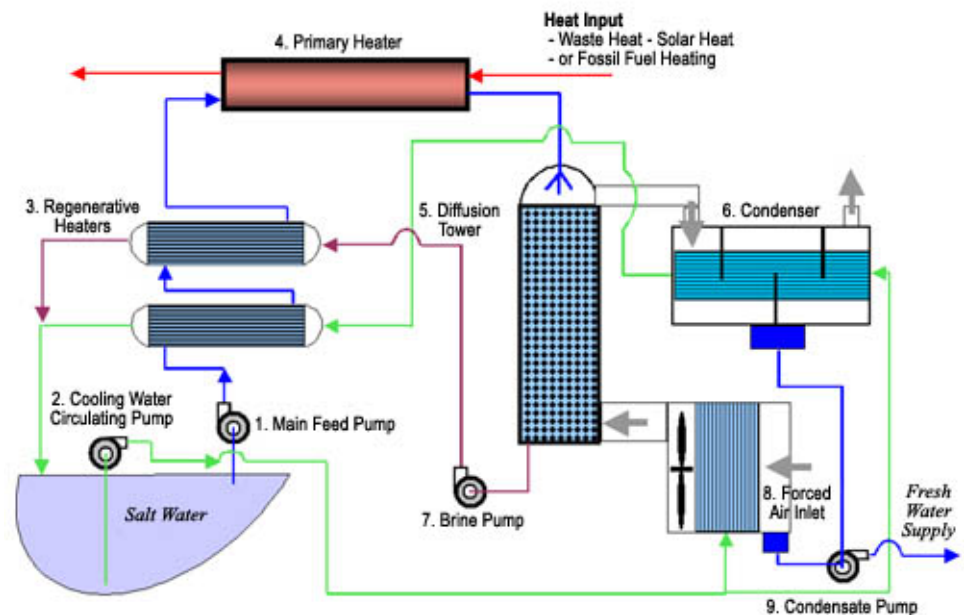 Heat Input
- Waste Heat - Solar Heat
- or Fossil Fuel Heating
4. Primary Heater
3. Regenerative
Heaters
5. Diffusion
Tower
6. Condenser
2. Cooling Water
Circulating Pump
1. Main Feed Pump
Salt Water
7. Brine Pump
8. Forced
Air Inlet
Fresh
Water
Supply
9. Condensate Pump